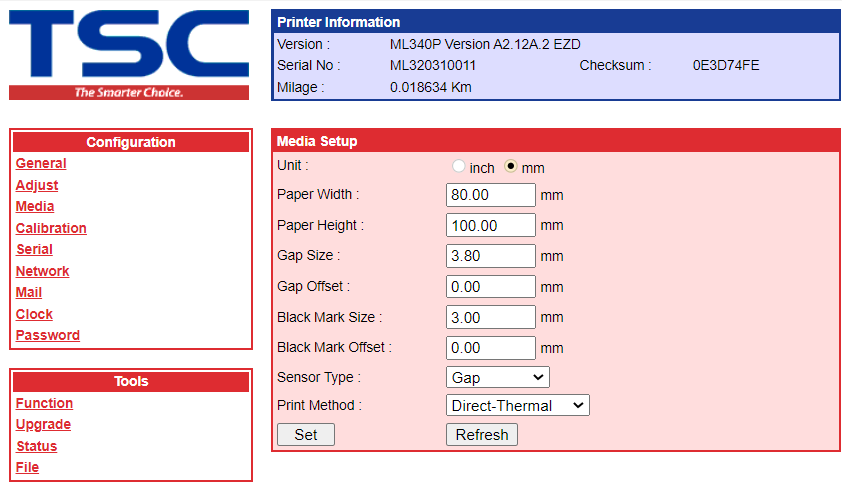 TSC
The Smarter Choice.
Printer Information
Version : ML340P Version A2.12A.2 EZD
Serial No : ML320310011 Checksum : 0E3D74FE
Milage : 0.018634 Km
Configuration
General
Adjust
Media
Calibration
Serial
Network
Mail
Clock
Password
Tools
Function
Upgrade
Status
File
Media Setup
Unit : inch mm
Paper Width : 80.00 mm
Paper Height : 100.00 mm
Gap Size : 3.80 mm
Gap Offset : 0.00 mm
Black Mark Size : 3.00 mm
Black Mark Offset : 0.00 mm
Sensor Type : Gap
Print Method : Direct-Thermal
Set Refresh